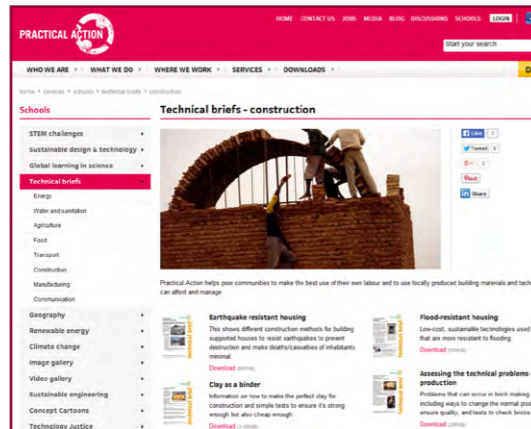 HOME CONTACT US JOBS MEDIA BLOG DISCUSSIONS SCHOOLS LOGIN
PRACTICAL ACTION
Start your search
WHO WE ARE WHAT WE DO WHERE WE WORK SERVICES DOWNLOADS D
home services schools technical briefs construction
Schools
Technical briefs - construction
STEM challenges
Sustainable design & technology
Global learning in science
Technical briefs
Energy
Water and sanitation
Agriculture
Food
Transport
Construction
Manufacturing
Communication
Geography
Renewable energy
Climate change
Image gallery
Video gallery
Sustainable engineering
Concept Cartoons
Technology Justice
Like 0
Tweet 0
0
Pin it
Share
Practical Action helps poor communities to make the best use of their own labour and to use locally produced building materials and tech
can afford and manage.
Earthquake resistant housing
This shows different construction methods for building
supported houses to resist earthquakes to prevent
destruction and make deaths/casualties of inhabitants
minimal.
Download
Clay as a binder
Information on how to make the perfect clay for
construction and simple tests to ensure it's strong
enough but also cheap enough.
Download
Flood-resistant housing
Low-cost, sustainable technologies used
that are more resistant to flooding.
Download
Assessing the technical problems
production
Problems that can occur in brick making
including ways to change the normal prod
ensure quality, and tests to check bricks
Download